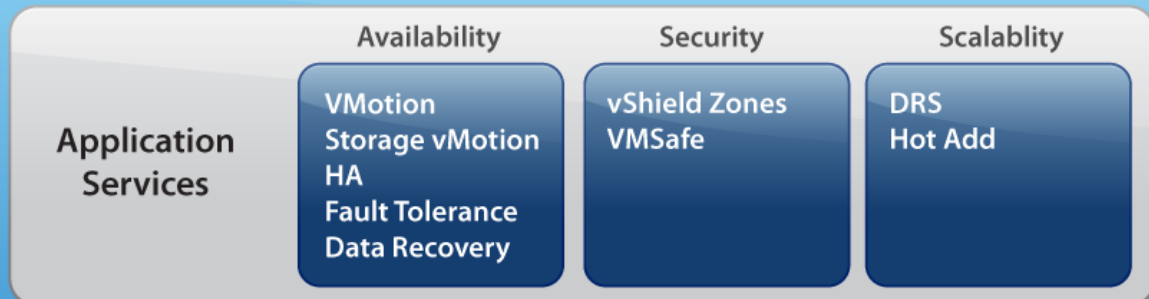 Availability
Security
Scalablity
Application
Services
VMotion
Storage vMotion
HA
Fault Tolerance
Data Recovery
vShield Zones
VMSafe
DRS
Hot Add